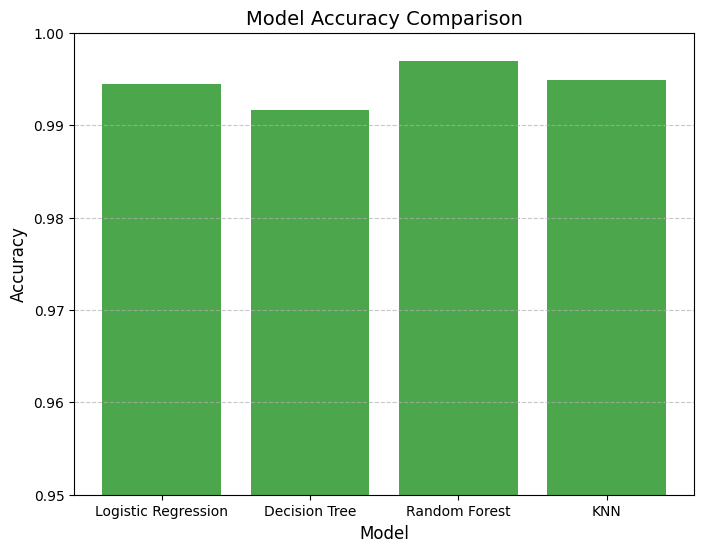 Model Accuracy Comparison
1.00
0.99
0.98
0.97
0.96
0.95
Accuracy
Logistic Regression Decision Tree Random Forest KNN
Model